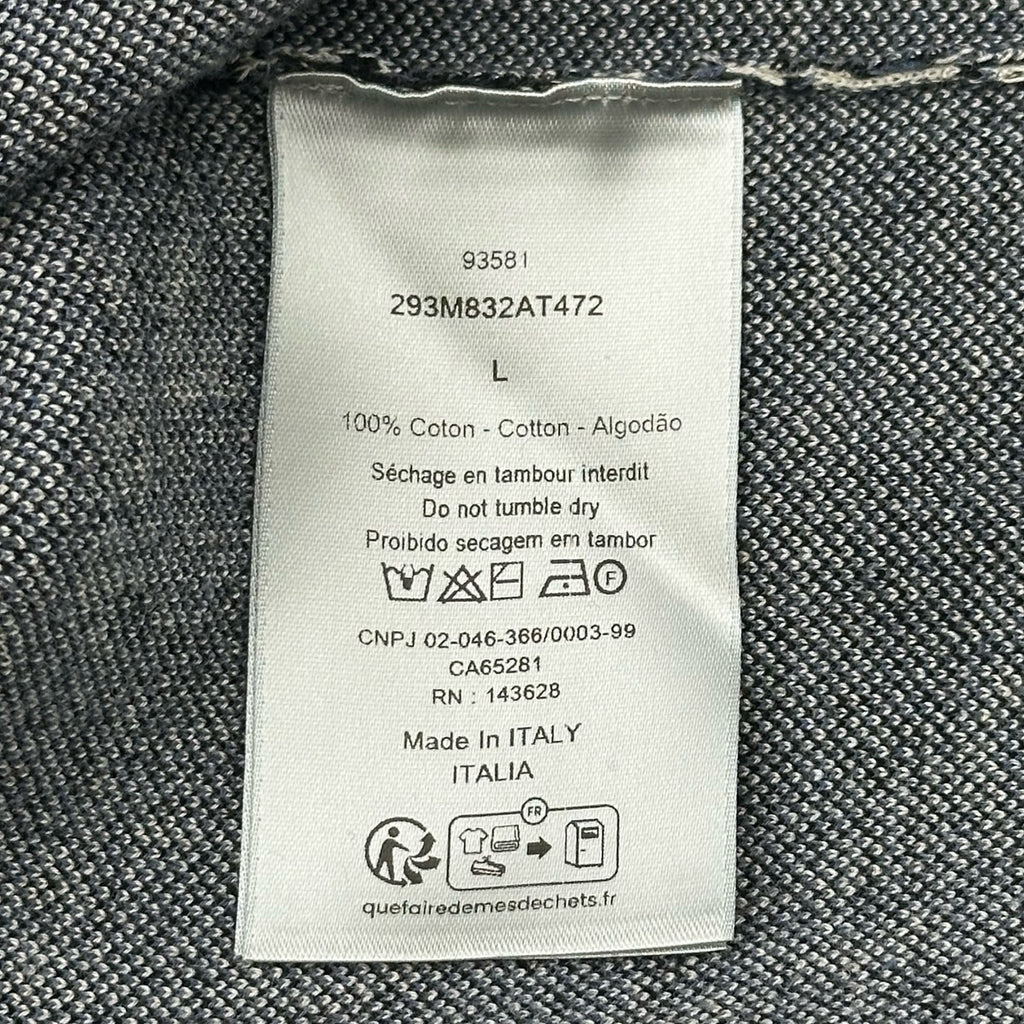 93581
293M832AT472
L
100% Coton - Cotton - Algodão
Séchage en tambour interdit
Do not tumble dry
Proibido secagem em tambor
F
CNPJ 02-046-366/0003-99
CA65281
RN : 143628
Made In ITALY
ITALIA
FR
quefairedemesdechets.fr